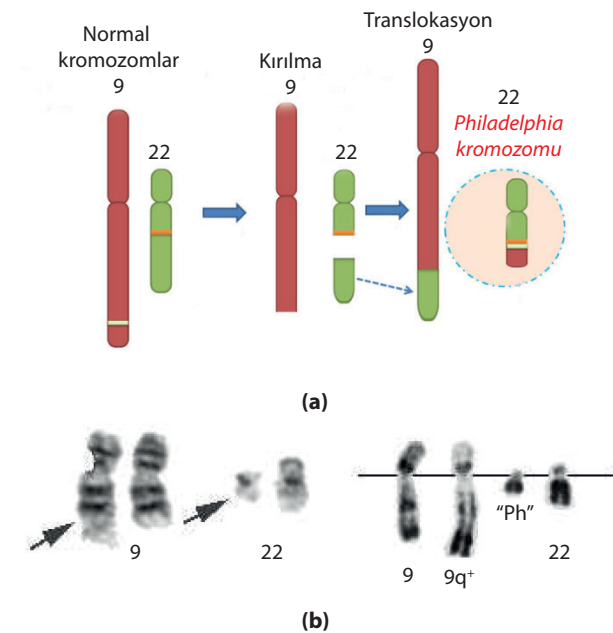 Normal
kromozomlar
9
22
Kırılma
9
22
Translokasyon
9
22
Philadelphia
kromozomu
(a)
9
22
9
9q⁺
"Ph"
22
(b)